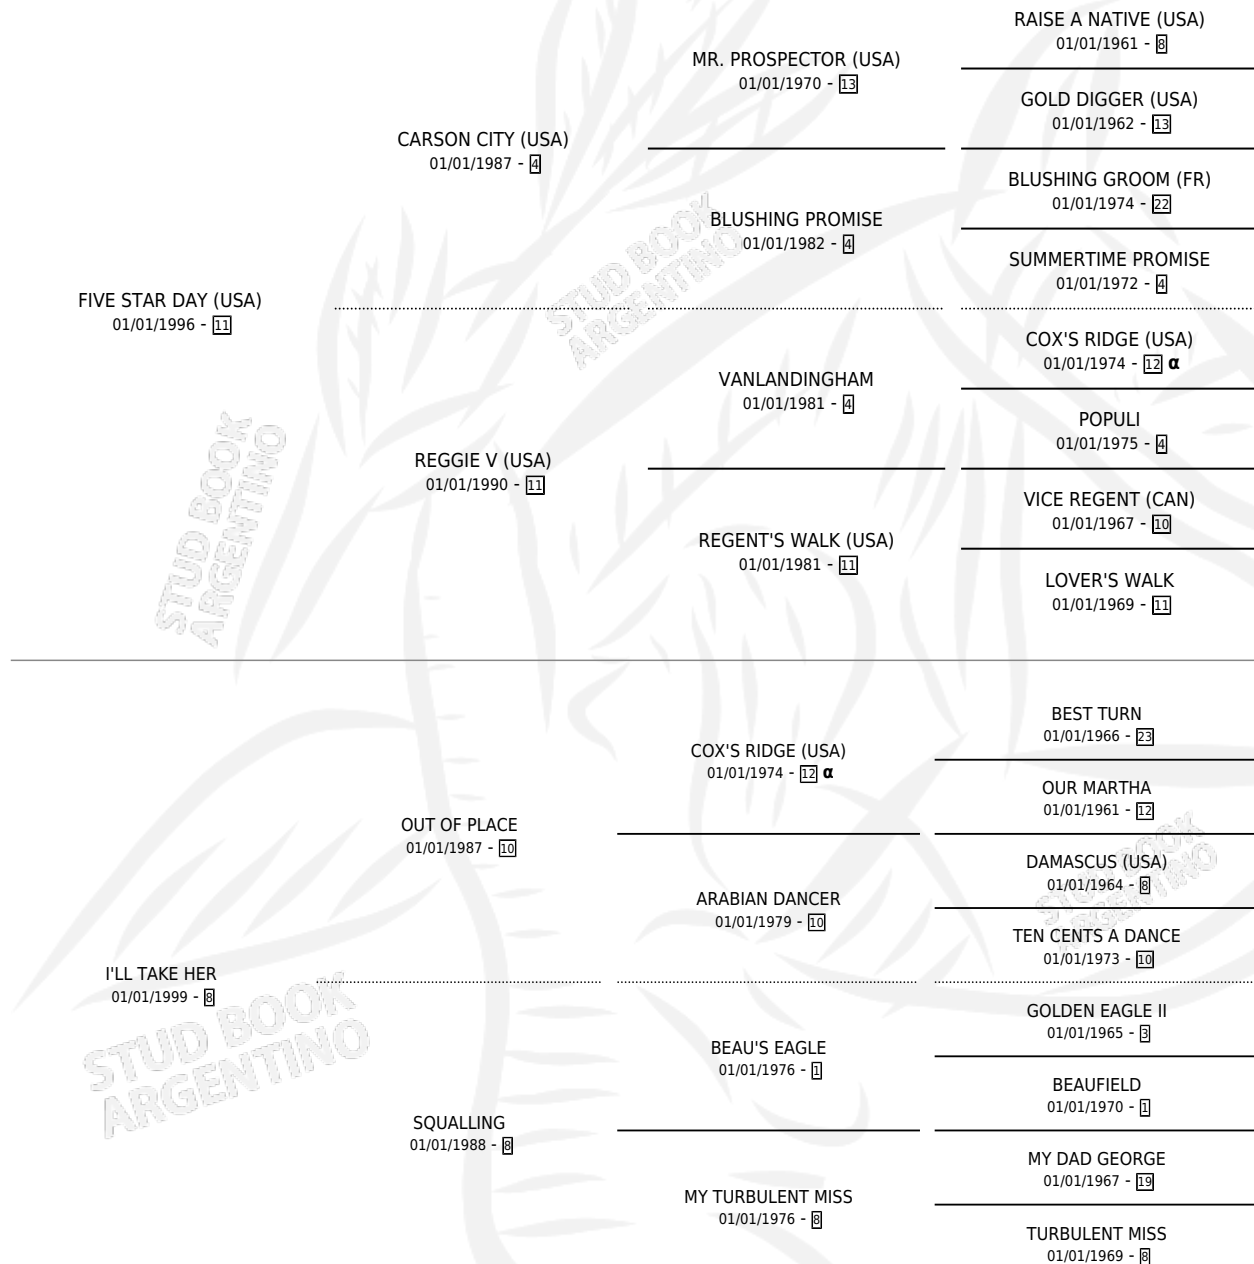 RAISE A NATIVE (USA)
01/01/1961 - 8
MR. PROSPECTOR (USA)
01/01/1970 - 13
GOLD DIGGER (USA)
01/01/1962 - 13
CARSON CITY (USA)
01/01/1987 - 4
BLUSHING GROOM (FR)
01/01/1974 - 22
BLUSHING PROMISE
01/01/1982 - 4
SUMMERTIME PROMISE
01/01/1972 - 4
STUD BOOK
ARGENTINO
FIVE STAR DAY (USA)
01/01/1996 - 11
COX'S RIDGE (USA)
01/01/1974 - 12 α
VANLANDINGHAM
01/01/1981 - 4
POPULI
01/01/1975 - 4
REGGIE V (USA)
01/01/1990 - 11
VICE REGENT (CAN)
01/01/1967 - 10
REGENT'S WALK (USA)
01/01/1981 - 11
LOVER'S WALK
01/01/1969 - 11
STUD BOOK
ARGENTINO
BEST TURN
01/01/1966 - 23
COX'S RIDGE (USA)
01/01/1974 - 12 α
OUR MARTHA
01/01/1961 - 12
OUT OF PLACE
01/01/1987 - 10
DAMASCUS (USA)
01/01/1964 - 8
STUD BOOK
ARGENTINO
ARABIAN DANCER
01/01/1979 - 10
TEN CENTS A DANCE
01/01/1973 - 10
I'LL TAKE HER
01/01/1999 - 8
STUD BOOK
ARGENTINO
GOLDEN EAGLE II
01/01/1965 - 3
BEAU'S EAGLE
01/01/1976 - 1
BEAUFIELD
01/01/1970 - 1
SQUALLING
01/01/1988 - 8
MY DAD GEORGE
01/01/1967 - 19
MY TURBULENT MISS
01/01/1976 - 8
TURBULENT MISS
01/01/1969 - 8